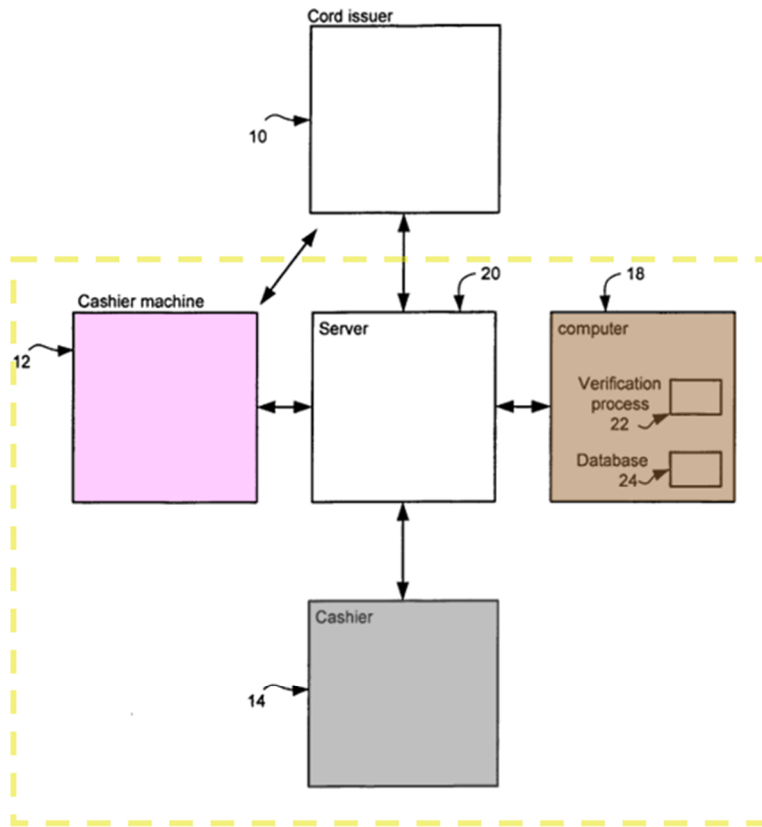 Cord issuer
10
Cashier machine
12
Server
20
18
computer
Verification
process
22
Database
24
Cashier
14